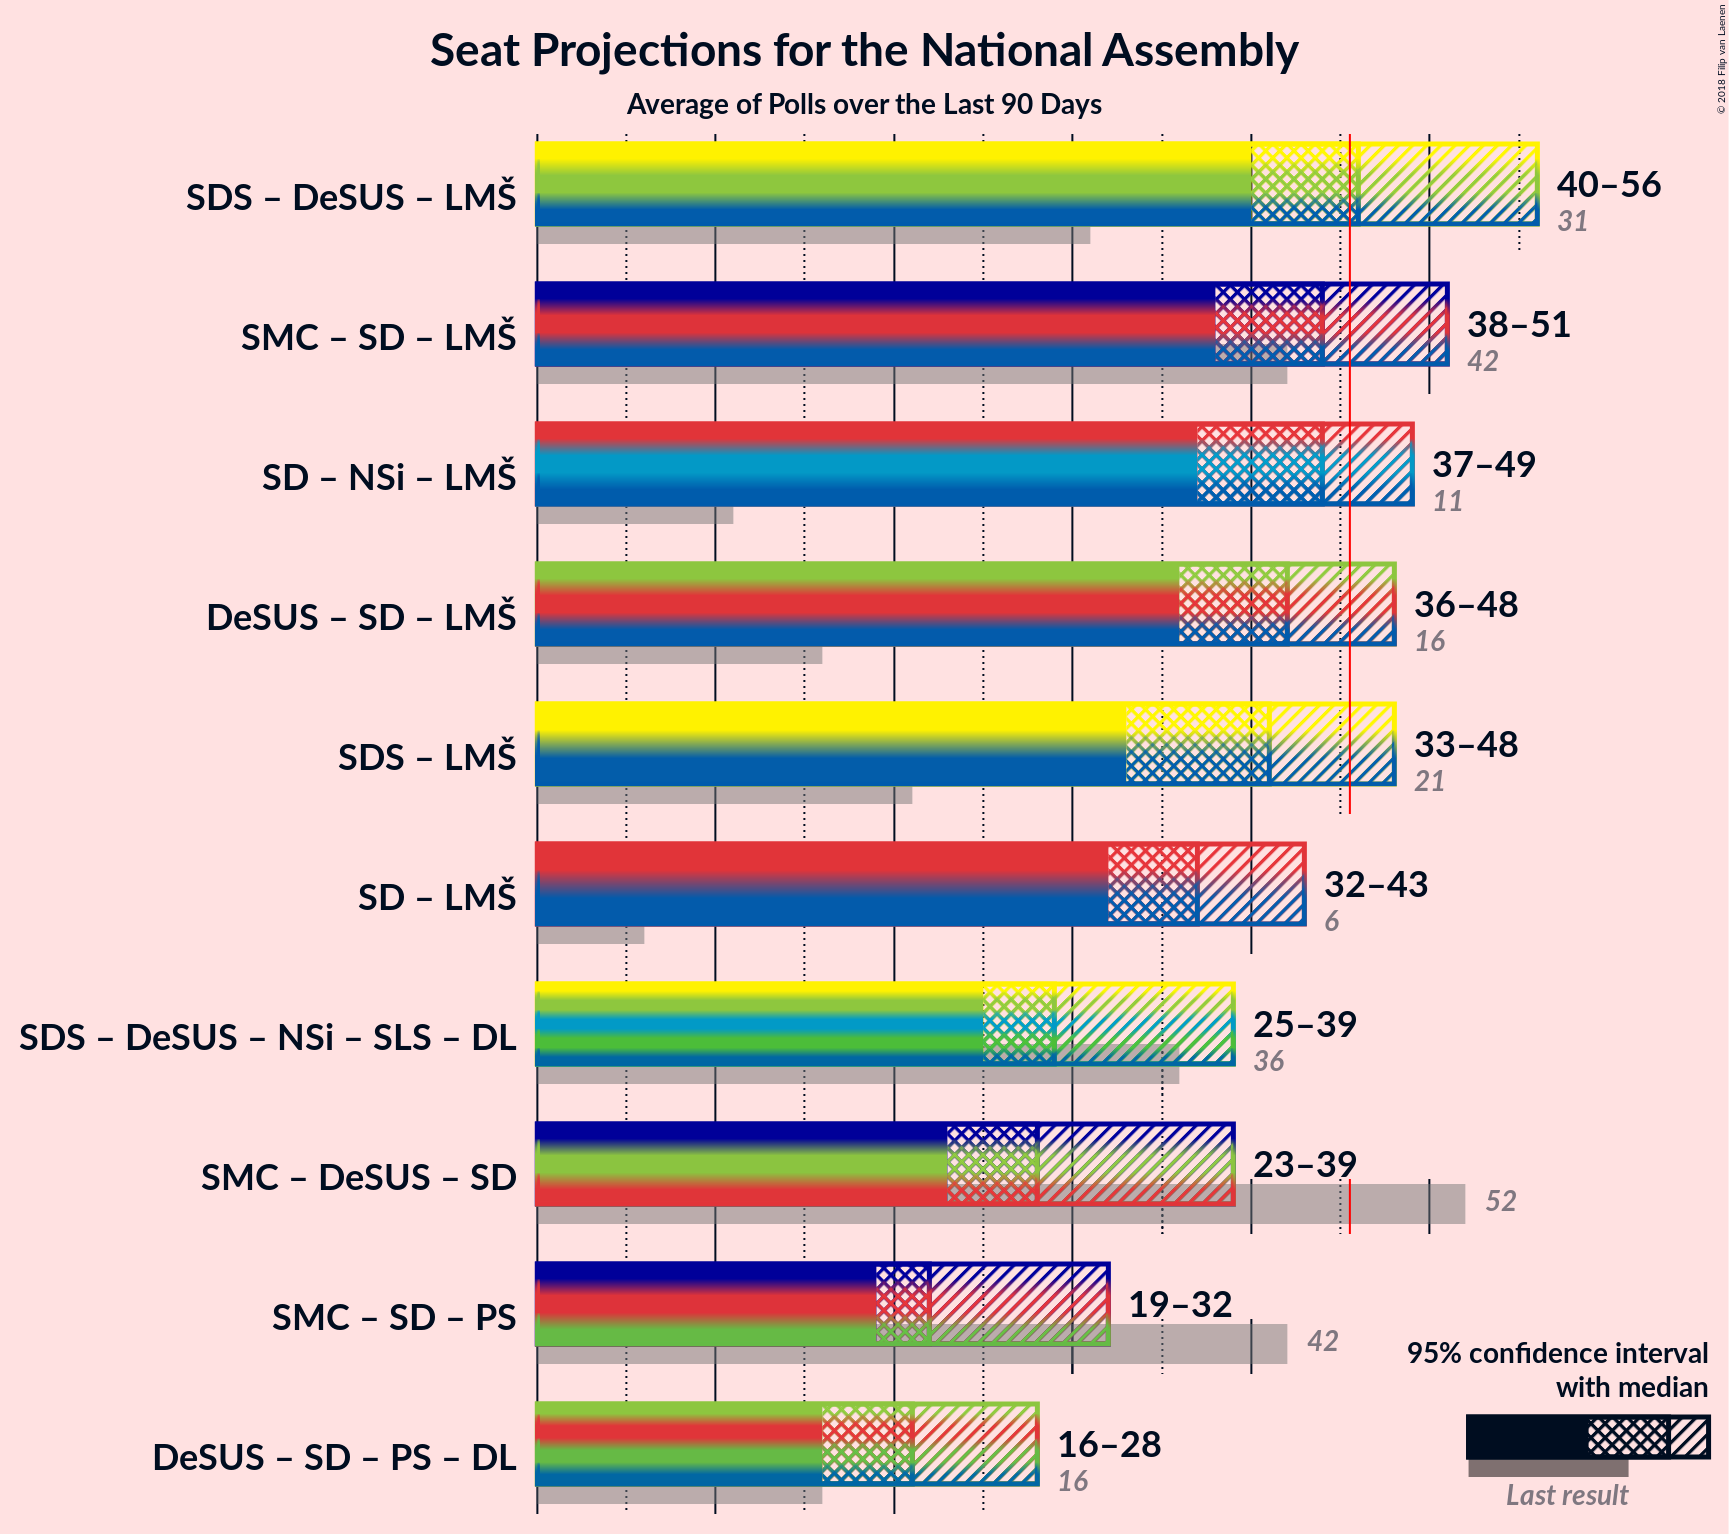 Seat Projections for the National Assembly
Average of Polls over the Last 90 Days
© 2018 Filip van Laenen
SDS – DeSUS – LMŠ
40–56
31
SMC – SD – LMŠ
38–51
42
SD – NSi – LMŠ
37–49
11
DeSUS – SD – LMŠ
36–48
16
SDS – LMŠ
33–48
21
SD – LMŠ
32–43
6
SDS – DeSUS – NSi – SLS – DL
25–39
36
SMC – DeSUS – SD
23–39
52
SMC – SD – PS
19–32
42
DeSUS – SD – PS – DL
16–28
16
95% confidence interval
with median
Last result